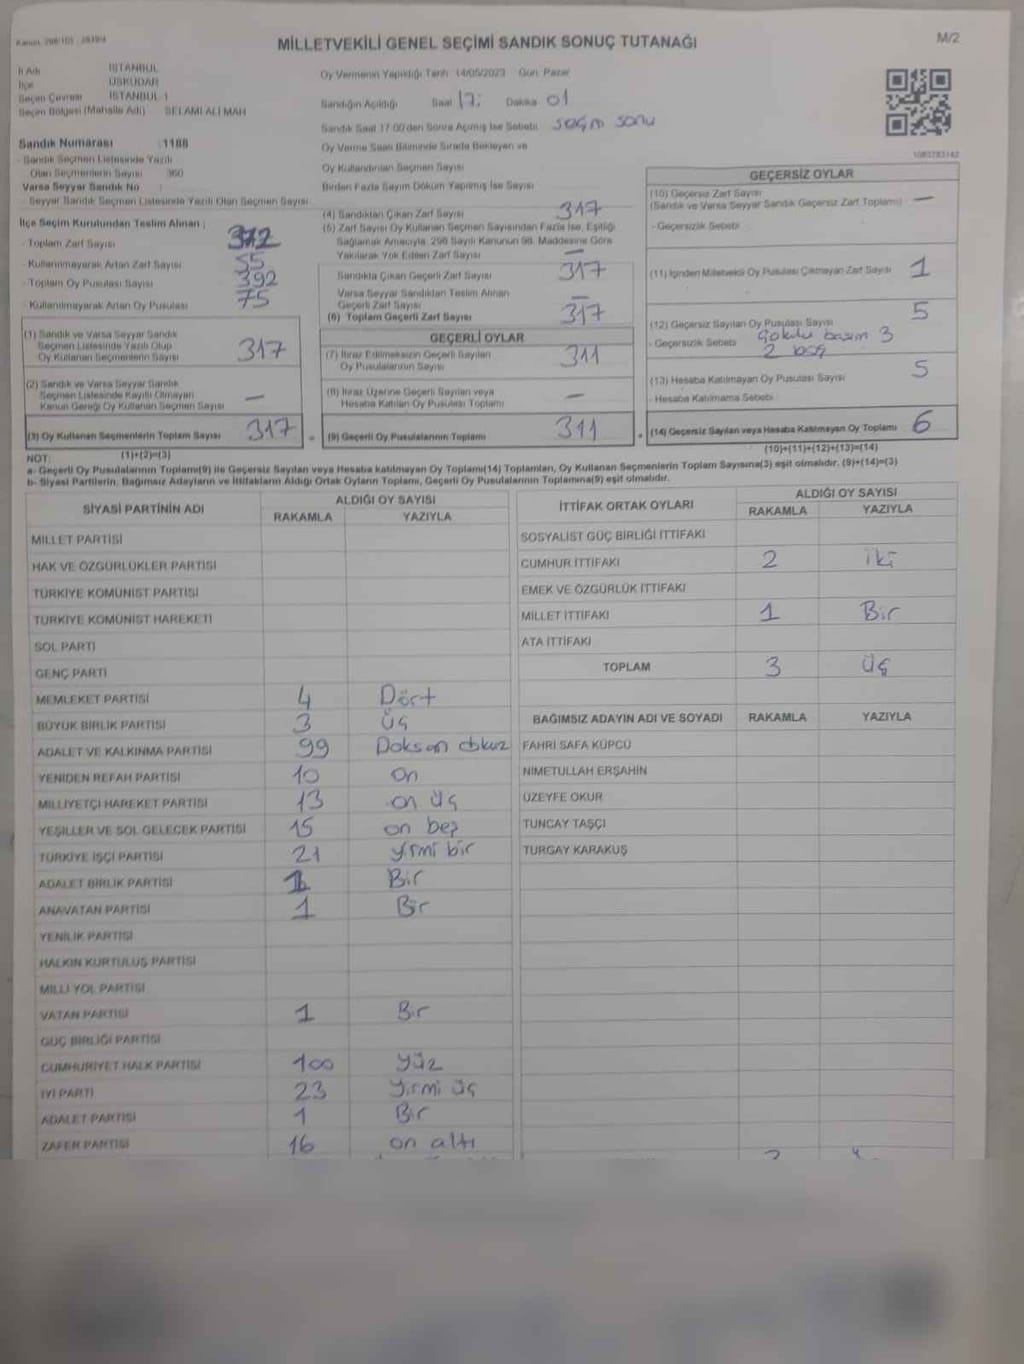 MİLLETVEKİLİ GENEL SEÇİMİ SANDIK SONUÇ TUTANAĞI
M/2
İl Adı İSTANBUL
İlçe ÜSKÜDAR
Seçim Çevresi İSTANBUL 1
Seçim Bölgesi (Mahalle Adı) SELAMİ ALİ MAH
Oy Vermenin Yapıldığı Tarih 14/05/2023 Gün: Pazar
Sandığın Açıldığı Saat 17: Dakika 01
Sandık Saat 17:00'den Sonra Açılmış İse Sebebi seçim sonu
Oy Verme Saati Bitiminde Sırada Bekleyen ve
Oy Kullandırılan Seçmen Sayısı
Birden Fazla Sayım Döküm Yapılmış İse Sayısı
Sandık Numarası :1188
- Sandık Seçmen Listesinde Yazılı
Olan Seçmenlerin Sayısı 360
Varsa Seyyar Sandık No :
- Seyyar Sandık Seçmen Listesinde Yazılı Olan Seçmen Sayısı
İlçe Seçim Kurulundan Teslim Alınan ;
- Toplam Zarf Sayısı 372
- Kullanılmayarak Artan Zarf Sayısı 55
- Toplam Oy Pusulası Sayısı 392
- Kullanılmayarak Artan Oy Pusulası 75
(1) Sandık ve Varsa Seyyar Sandık
Seçmen Listesinde Yazılı Olup
Oy Kullanan Seçmenlerin Sayısı 317
(2) Sandık ve Varsa Seyyar Sandık
Seçmen Listesinde Kayıtlı Olmayan
Kanun Gereği Oy Kullanan Seçmen Sayısı —
(3) Oy Kullanan Seçmenlerin Toplam Sayısı 317
(1)+(2)=(3)
(4) Sandıktan Çıkan Zarf Sayısı 317
(5) Zarf Sayısı Oy Kullanan Seçmen Sayısından Fazla İse, Eşitliği
Sağlamak Amacıyla, 298 Sayılı Kanunun 98. Maddesine Göre
Yakılarak Yok Edilen Zarf Sayısı —
Sandıkta Çıkan Geçerli Zarf Sayısı 317
Varsa Seyyar Sandıktan Teslim Alınan
Geçerli Zarf Sayısı —
(6) Toplam Geçerli Zarf Sayısı 317
GEÇERLİ OYLAR
(7) İtiraz Edilmeksizin Geçerli Sayılan
Oy Pusulalarının Sayısı 311
(8) İtiraz Üzerine Geçerli Sayılan veya
Hesaba Katılan Oy Pusulası Toplamı —
(9) Geçerli Oy Pusulalarının Toplamı 311
GEÇERSİZ OYLAR
(10) Geçersiz Zarf Sayısı
(Sandık ve Varsa Seyyar Sandık Geçersiz Zarf Toplamı) —
- Geçersizlik Sebebi
(11) İçinden Milletvekili Oy Pusulası Çıkmayan Zarf Sayısı 1
(12) Geçersiz Sayılan Oy Pusulası Sayısı 5
- Geçersizlik Sebebi basım 3
2 boş
(13) Hesaba Katılmayan Oy Pusulası Sayısı 5
- Hesaba Katılmama Sebebi
(14) Geçersiz Sayılan veya Hesaba Katılmayan Oy Toplamı 6
(10)+(11)+(12)+(13)=(14)
NOT:
a- Geçerli Oy Pusulalarının Toplamı(9) ile Geçersiz Sayılan veya Hesaba katılmayan Oy Toplamı(14) Toplamları, Oy Kullanan Seçmenlerin Toplam Sayısına(3) eşit olmalıdır. (9)+(14)=(3)
b- Siyasi Partilerin, Bağımsız Adayların ve İttifakların Aldığı Ortak Oyların Toplamı, Geçerli Oy Pusulalarının Toplamına(9) eşit olmalıdır.
SİYASİ PARTİNİN ADI ALDIĞI OY SAYISI
RAKAMLA YAZIYLA
MİLLET PARTİSİ
HAK VE ÖZGÜRLÜKLER PARTİSİ
TÜRKİYE KOMÜNİST PARTİSİ
TÜRKİYE KOMÜNİST HAREKETİ
SOL PARTİ
GENÇ PARTİ
MEMLEKET PARTİSİ 4 Dört
BÜYÜK BİRLİK PARTİSİ 3 üç
ADALET VE KALKINMA PARTİSİ 99 Doksan dokuz
YENİDEN REFAH PARTİSİ 10 on
MİLLİYETÇİ HAREKET PARTİSİ 13 on üç
YEŞİLLER VE SOL GELECEK PARTİSİ 15 on beş
TÜRKİYE İŞÇİ PARTİSİ 21 yirmi bir
ADALET BİRLİK PARTİSİ 1 Bir
ANAVATAN PARTİSİ 1 Bir
YENİLİK PARTİSİ
HALKIN KURTULUŞ PARTİSİ
MİLLİ YOL PARTİSİ
VATAN PARTİSİ 1 Bir
GÜÇ BİRLİĞİ PARTİSİ
CUMHURİYET HALK PARTİSİ 100 yüz
İYİ PARTİ 23 yirmi üç
ADALET PARTİSİ 1 Bir
ZAFER PARTİSİ 16 on altı
İTTİFAK ORTAK OYLARI ALDIĞI OY SAYISI
RAKAMLA YAZIYLA
SOSYALİST GÜÇ BİRLİĞİ İTTİFAKI
CUMHUR İTTİFAKI 2 iki
EMEK VE ÖZGÜRLÜK İTTİFAKI
MİLLET İTTİFAKI 1 Bir
ATA İTTİFAKI
TOPLAM 3 üç
BAĞIMSIZ ADAYIN ADI VE SOYADI RAKAMLA YAZIYLA
FAHRİ SAFA KÜPCÜ
NİMETULLAH ERŞAHİN
ÜZEYFE OKUR
TUNCAY TAŞÇI
TURGAY KARAKUŞ